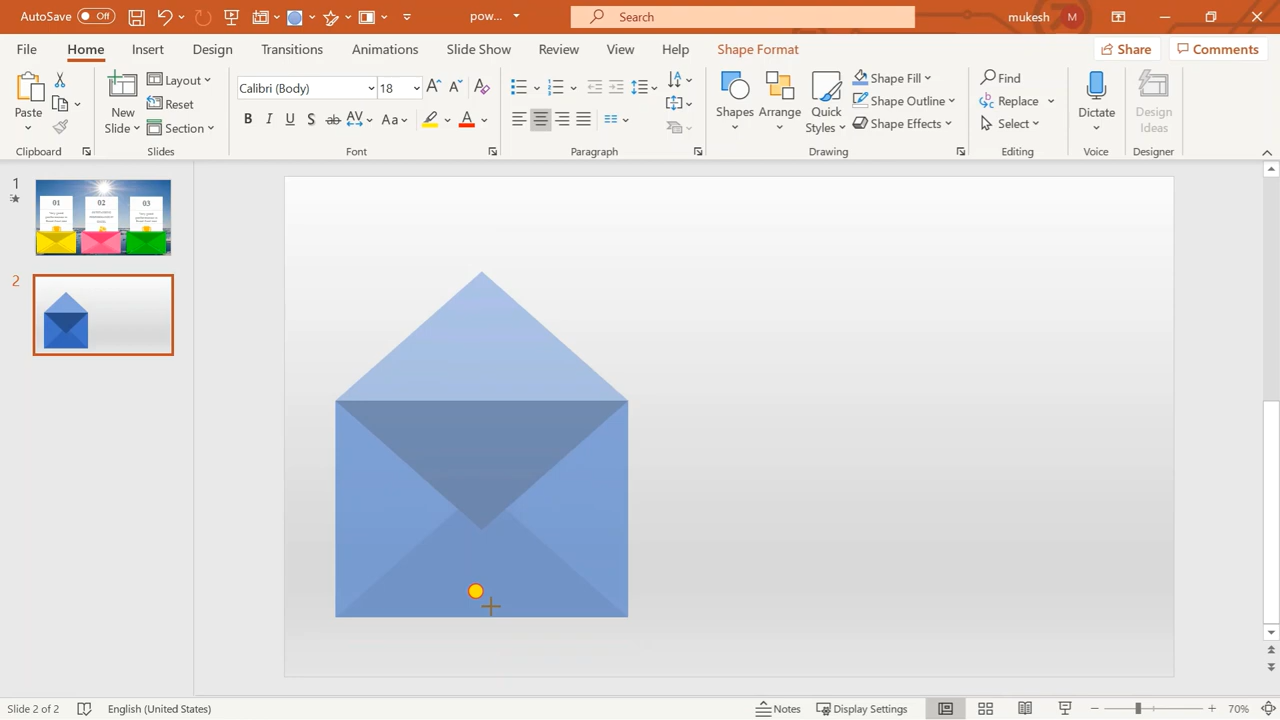 AutoSave Off pow... Search mukesh M
File Home Insert Design Transitions Animations Slide Show Review View Help Shape Format Share Comments
Paste
Clipboard
New
Slide
Layout
Reset
Section
Slides
Calibri (Body) 18
B I U S ab AV Aa A
Font
Paragraph
Shapes
Arrange
Quick
Styles
Shape Fill
Shape Outline
Shape Effects
Drawing
Find
Replace
Select
Editing
Dictate
Voice
Design
Ideas
Designer
1
01 02 03
2
Slide 2 of 2 English (United States) Notes Display Settings 70%